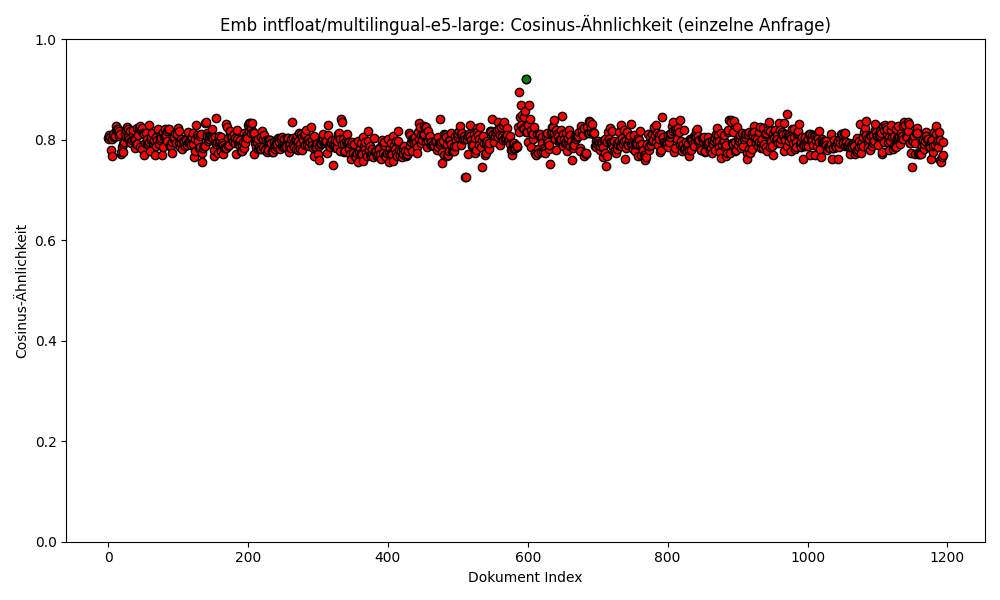 Emb intfloat/multilingual-e5-large: Cosinus-Ähnlichkeit (einzelne Anfrage)
1.0
0.8
0.6
0.4
0.2
0.0
Cosinus-Ähnlichkeit
0 200 400 600 800 1000 1200
Dokument Index